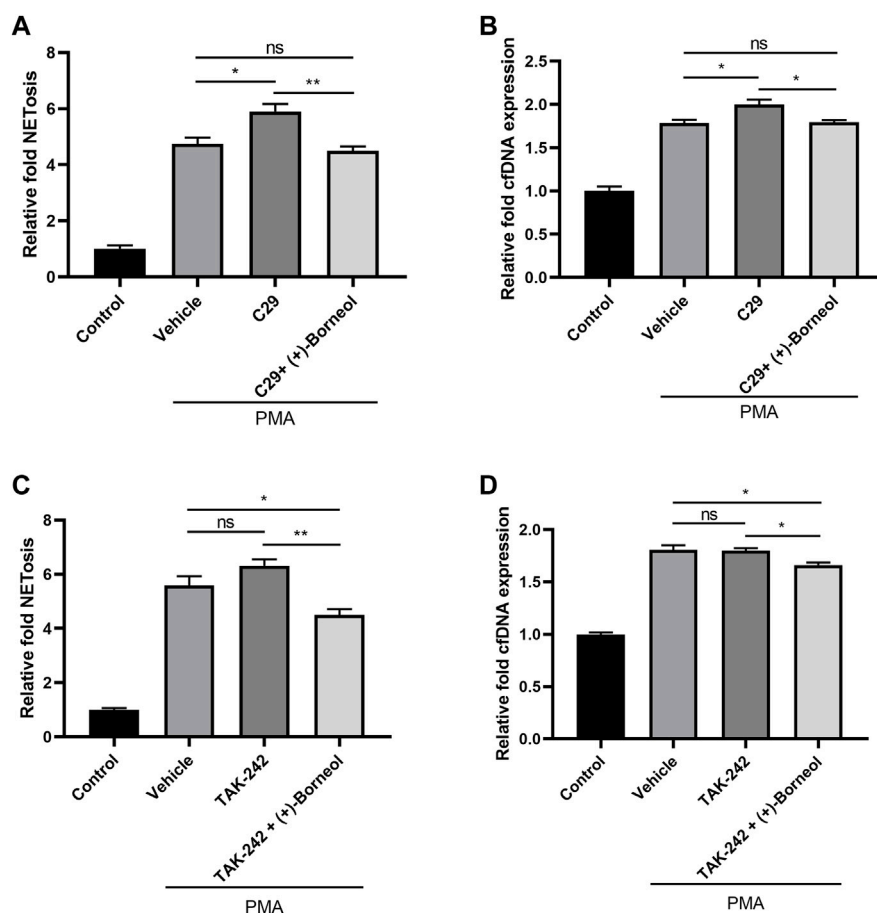 A
Relative fold NETosis
8
6
4
2
0
ns
*
**
Control
Vehicle
C29
C29+ (+)-Borneol
PMA
B
Relative fold cfDNA expression
2.5
2.0
1.5
1.0
0.5
0.0
ns
*
*
Control
Vehicle
C29
C29+ (+)-Borneol
PMA
C
Relative fold NETosis
8
6
4
2
0
*
ns
**
Control
Vehicle
TAK-242
TAK-242 + (+)-Borneol
PMA
D
Relative fold cfDNA expression
2.0
1.5
1.0
0.5
0.0
*
ns
*
Control
Vehicle
TAK-242
TAK-242 + (+)-Borneol
PMA